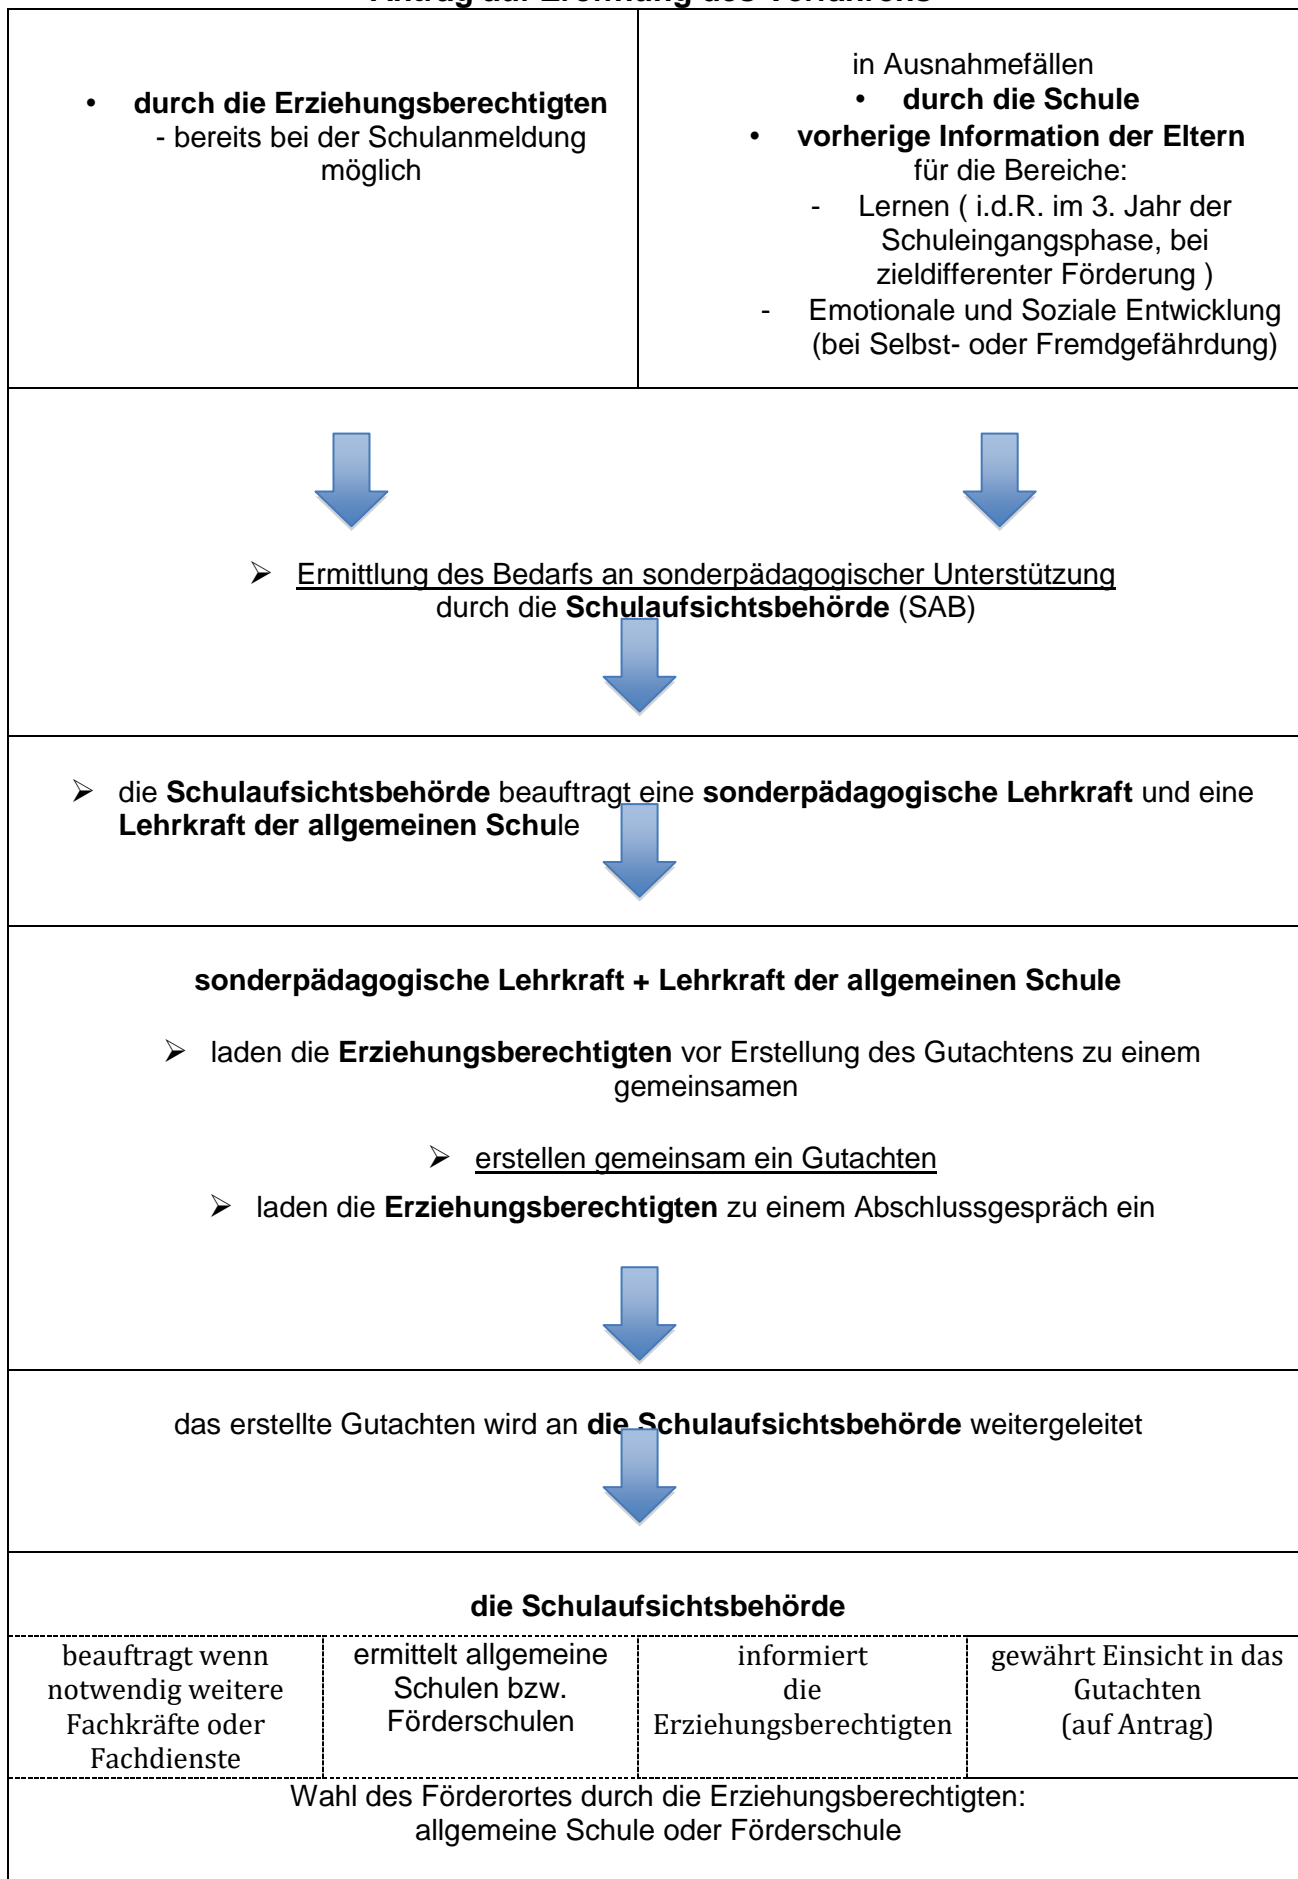 Antrag auf Eröffnung des Verfahrens
• durch die Erziehungsberechtigten
- bereits bei der Schulanmeldung
möglich
in Ausnahmefällen
• durch die Schule
• vorherige Information der Eltern
für die Bereiche:
- Lernen ( i.d.R. im 3. Jahr der
Schuleingangsphase, bei
zieldifferenter Förderung )
- Emotionale und Soziale Entwicklung
(bei Selbst- oder Fremdgefährdung)
➢ Ermittlung des Bedarfs an sonderpädagogischer Unterstützung
durch die Schulaufsichtsbehörde (SAB)
➢ die Schulaufsichtsbehörde beauftragt eine sonderpädagogische Lehrkraft und eine
Lehrkraft der allgemeinen Schule
sonderpädagogische Lehrkraft + Lehrkraft der allgemeinen Schule
➢ laden die Erziehungsberechtigten vor Erstellung des Gutachtens zu einem
gemeinsamen
➢ erstellen gemeinsam ein Gutachten
➢ laden die Erziehungsberechtigten zu einem Abschlussgespräch ein
das erstellte Gutachten wird an die Schulaufsichtsbehörde weitergeleitet
die Schulaufsichtsbehörde
beauftragt wenn
notwendig weitere
Fachkräfte oder
Fachdienste
ermittelt allgemeine
Schulen bzw.
Förderschulen
informiert
die
Erziehungsberechtigten
gewährt Einsicht in das
Gutachten
(auf Antrag)
Wahl des Förderortes durch die Erziehungsberechtigten:
allgemeine Schule oder Förderschule